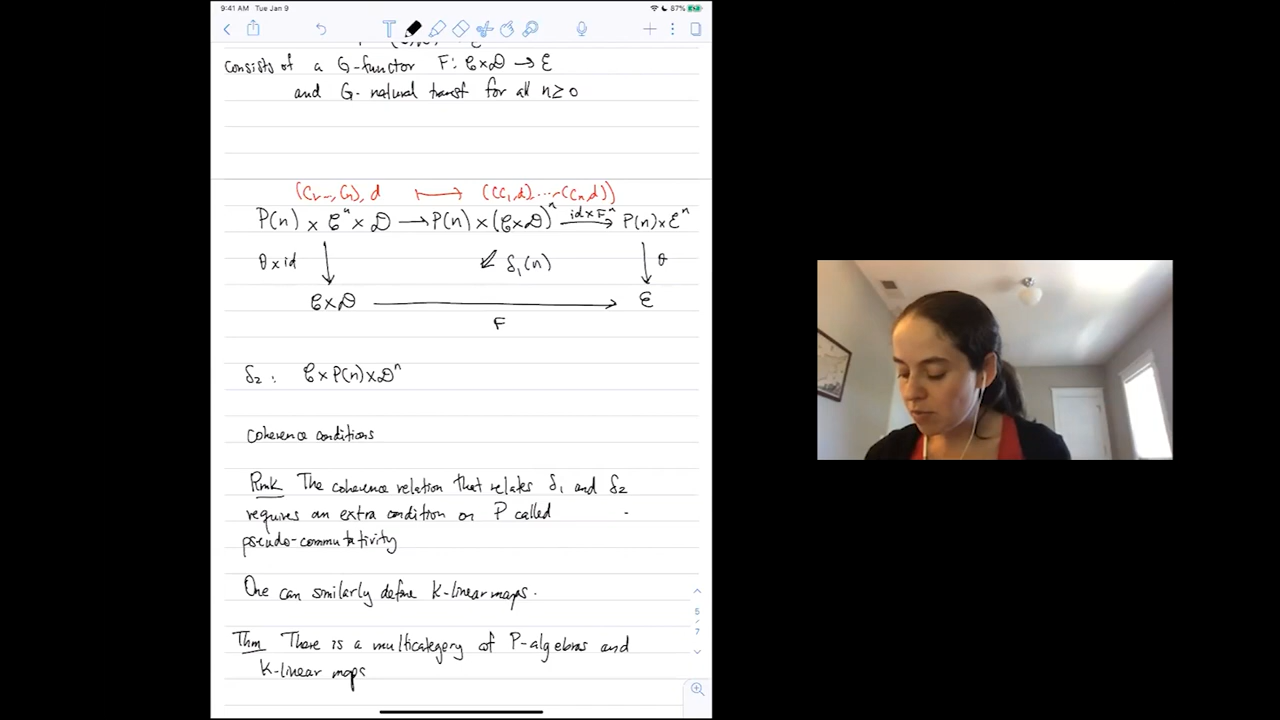 9:41 AM Tue Jan 9
87%
consists of a G-functor F: C×D → E
and G-natural transf for all n≥0
(C1,…,Cn), d ⟼ ((C1,d),…,(Cn,d))
P(n) × Cⁿ × D → P(n) × (C×D)ⁿ id×Fⁿ → P(n)×Eⁿ
θ×id ⇙ δ₁(n) θ
C×D E
F
δ₂: C×P(n)×Dⁿ
Coherence conditions
Rmk The coherence relation that relates δ₁ and δ₂
requires an extra condition on P called
pseudo-commutativity
One can similarly define K-linear maps.
5
7
Thm There is a multicategory of P-algebras and
K-linear maps